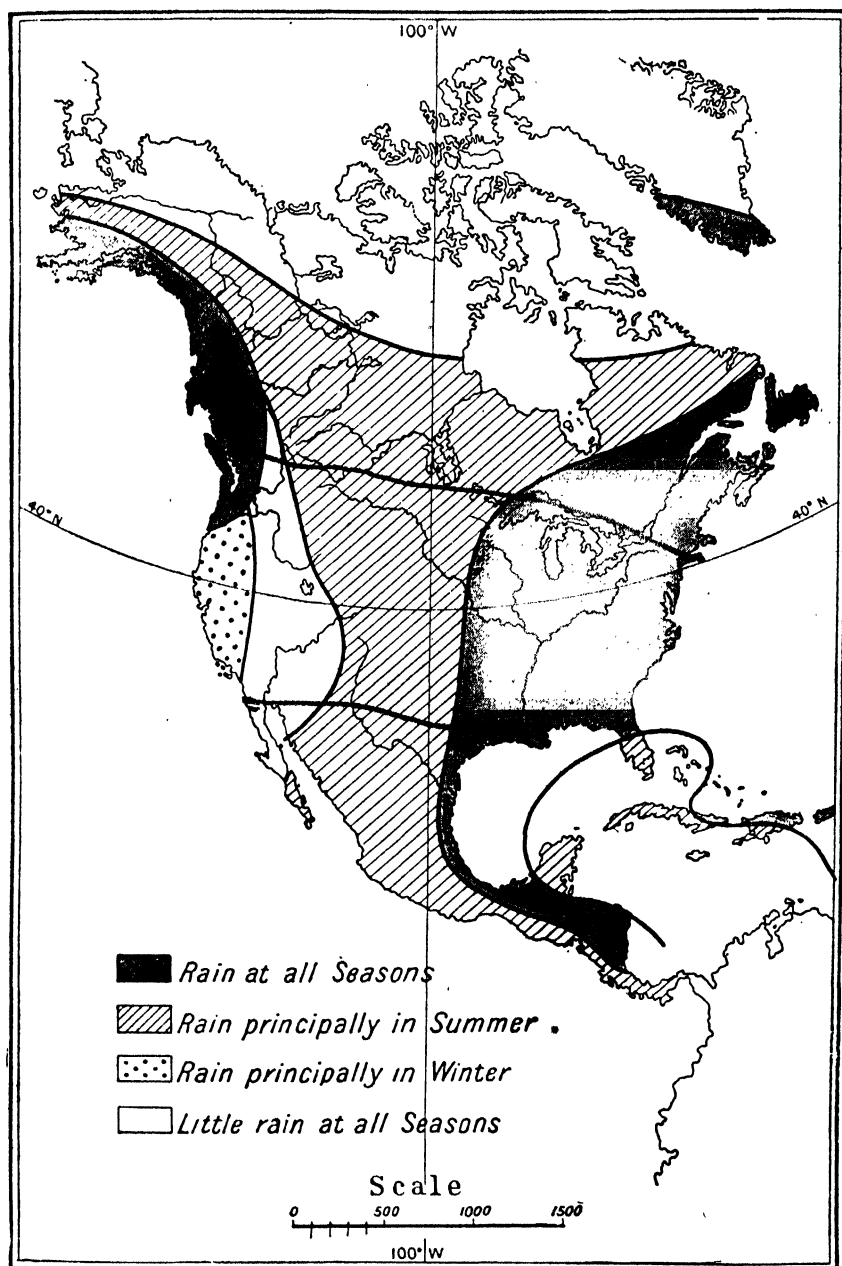 100° W
40° N
40° N
Rain at all Seasons
Rain principally in Summer.
Rain principally in Winter
Little rain at all Seasons
Scale
0 500 1000 1500
100° W